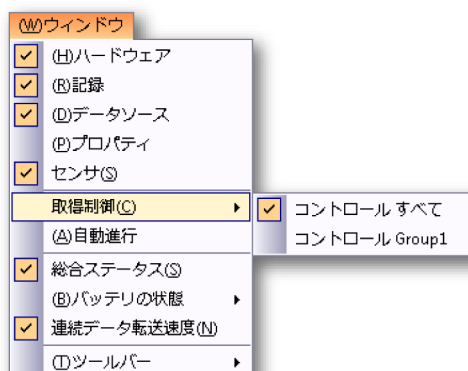 (W)ウィンドウ
(H)ハードウェア
(R)記録
(D)データソース
(P)プロパティ
センサ(S)
取得制御(C)
コントロール すべて
(A)自動進行
コントロール Group1
総合ステータス(S)
(B)バッテリの状態
連続データ転送速度(N)
(T)ツールバー